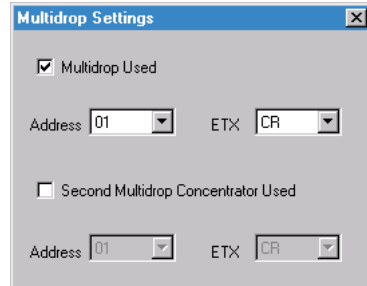 Multidrop Settings
Multidrop Used
Address 01 ETX CR
Second Multidrop Concentrator Used
Address 01 ETX CR